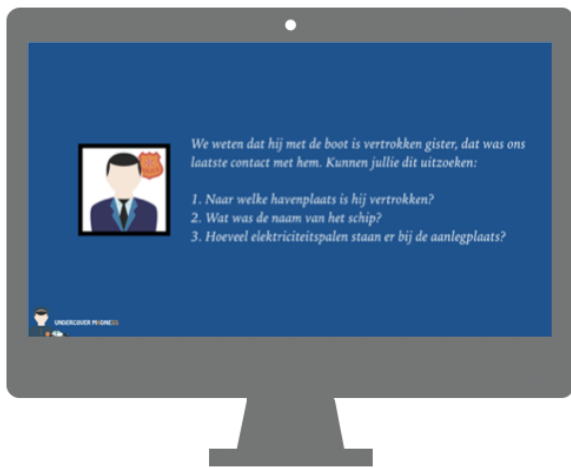 We weten dat hij met de boot is vertrokken gister, dat was ons
laatste contact met hem. Kunnen jullie dit uitzoeken:
1. Naar welke havenplaats is hij vertrokken?
2. Wat was de naam van het schip?
3. Hoeveel elektriciteitspalen staan er bij de aanlegplaats?
UNDERCOVER MADNESS